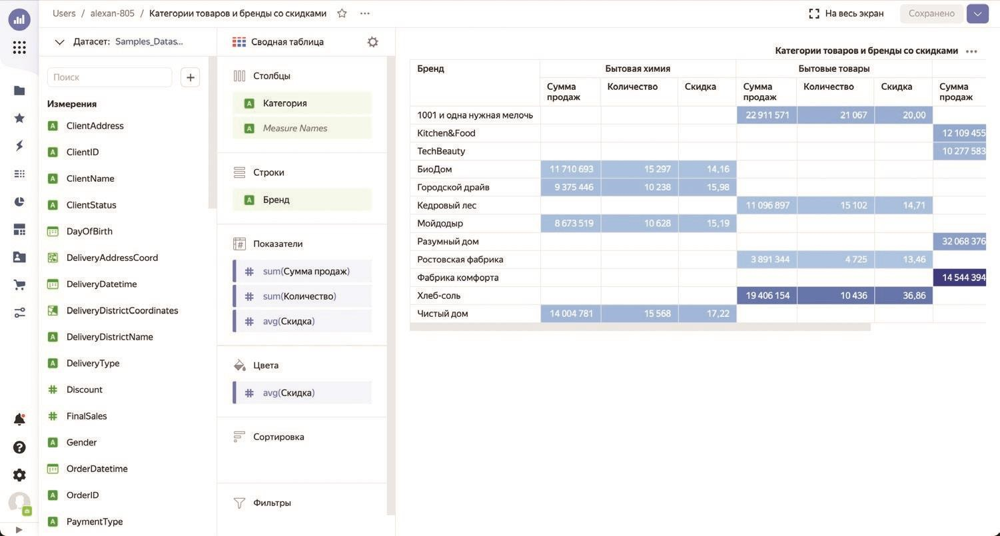 Users / alexan-805 / Категории товаров и бренды со скидками
На весь экран
Сохранено
Датасет: Samples_Datas...
Поиск
Измерения
ClientAddress
ClientID
ClientName
ClientStatus
DayOfBirth
DeliveryAddressCoord
DeliveryDatetime
DeliveryDistrictCoordinates
DeliveryDistrictName
DeliveryType
Discount
FinalSales
Gender
OrderDatetime
OrderID
PaymentType
Сводная таблица
Столбцы
Категория
Measure Names
Строки
Бренд
Показатели
sum(Сумма продаж)
sum(Количество)
avg(Скидка)
Цвета
avg(Скидка)
Сортировка
Фильтры
Категории товаров и бренды со скидками
Бренд Бытовая химия Бытовые товары
Сумма продаж Количество Скидка Сумма продаж Количество Скидка Сумма продаж
1001 и одна нужная мелочь 22 911 571 21 067 20,00
Kitchen&Food 12 109 455
TechBeauty 10 277 583
БиоДом 11 710 693 15 297 14,16
Городской драйв 9 375 446 10 238 15,98
Кедровый лес 11 096 897 15 102 14,71
Мойдодыр 8 673 519 10 628 15,19
Разумный дом 32 068 376
Ростовская фабрика 3 891 344 4 725 13,46
Фабрика комфорта 14 544 394
Хлеб-соль 19 406 154 10 436 36,86
Чистый дом 14 004 781 15 568 17,22